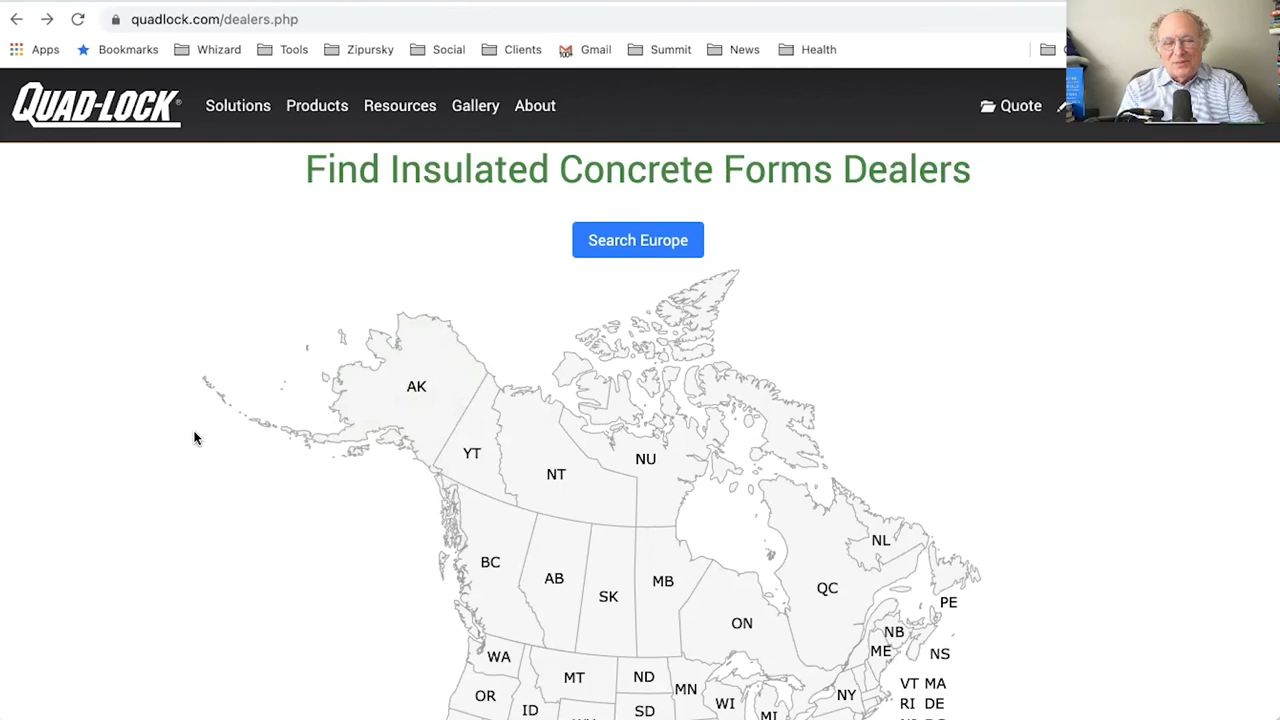 quadlock.com/dealers.php
Apps Bookmarks Whizard Tools Zipursky Social Clients Gmail Summit News Health
QUAD-LOCK®
Solutions Products Resources Gallery About Quote
Find Insulated Concrete Forms Dealers
Search Europe
AK
YT
NT
NU
BC
AB
SK
MB
ON
QC
NL
PE
NB
ME
NS
WA
MT
ND
MN
OR
ID
SD
WI
MI
NY
VT MA
RI DE